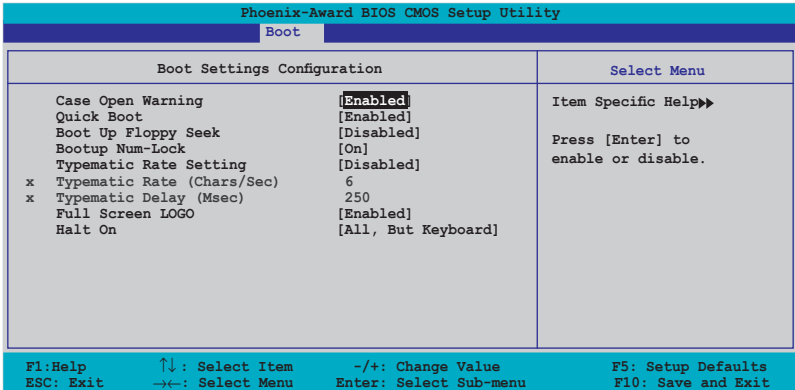 Phoenix-Award BIOS CMOS Setup Utility
Boot
Boot Settings Configuration
Select Menu
Case Open Warning [Enabled]
Quick Boot [Enabled]
Boot Up Floppy Seek [Disabled]
Bootup Num-Lock [On]
Typematic Rate Setting [Disabled]
x Typematic Rate (Chars/Sec) 6
x Typematic Delay (Msec) 250
Full Screen LOGO [Enabled]
Halt On [All, But Keyboard]
Item Specific Help▶▶
Press [Enter] to
enable or disable.
F1:Help ↑↓: Select Item -/+: Change Value F5: Setup Defaults
ESC: Exit →←: Select Menu Enter: Select Sub-menu F10: Save and Exit